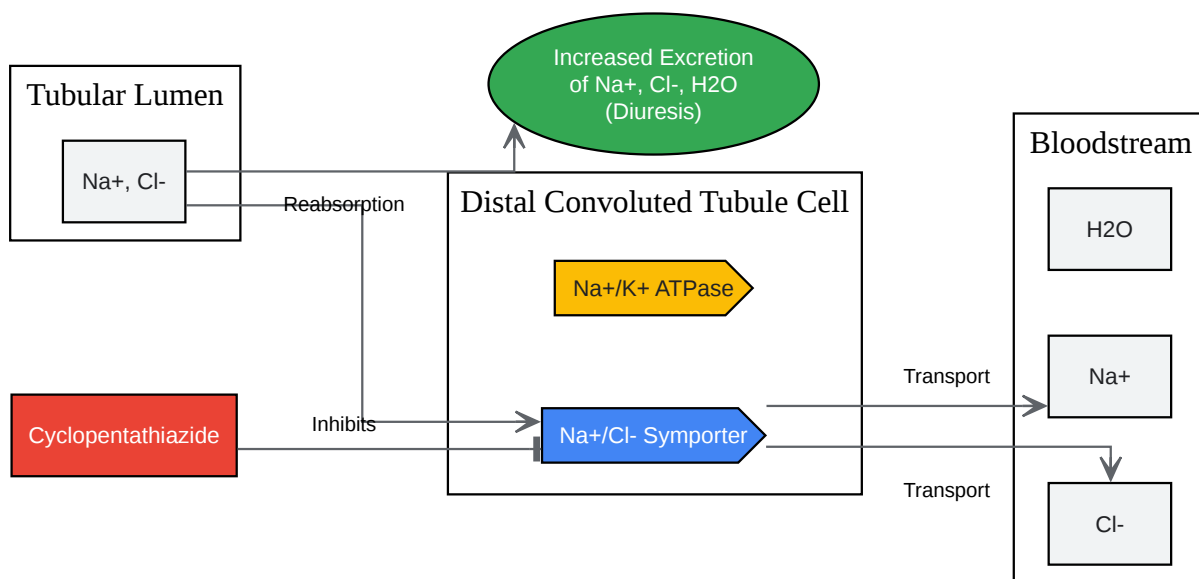 Increased Excretion
of Na+, Cl-, H2O
(Diuresis)
Tubular Lumen
Na+, Cl-
Reabsorption
Distal Convoluted Tubule Cell
Bloodstream
H2O
Na+/K+ ATPase
Transport
Na+
Cyclopentathiazide
Inhibits
Na+/Cl- Symporter
Transport
Cl-